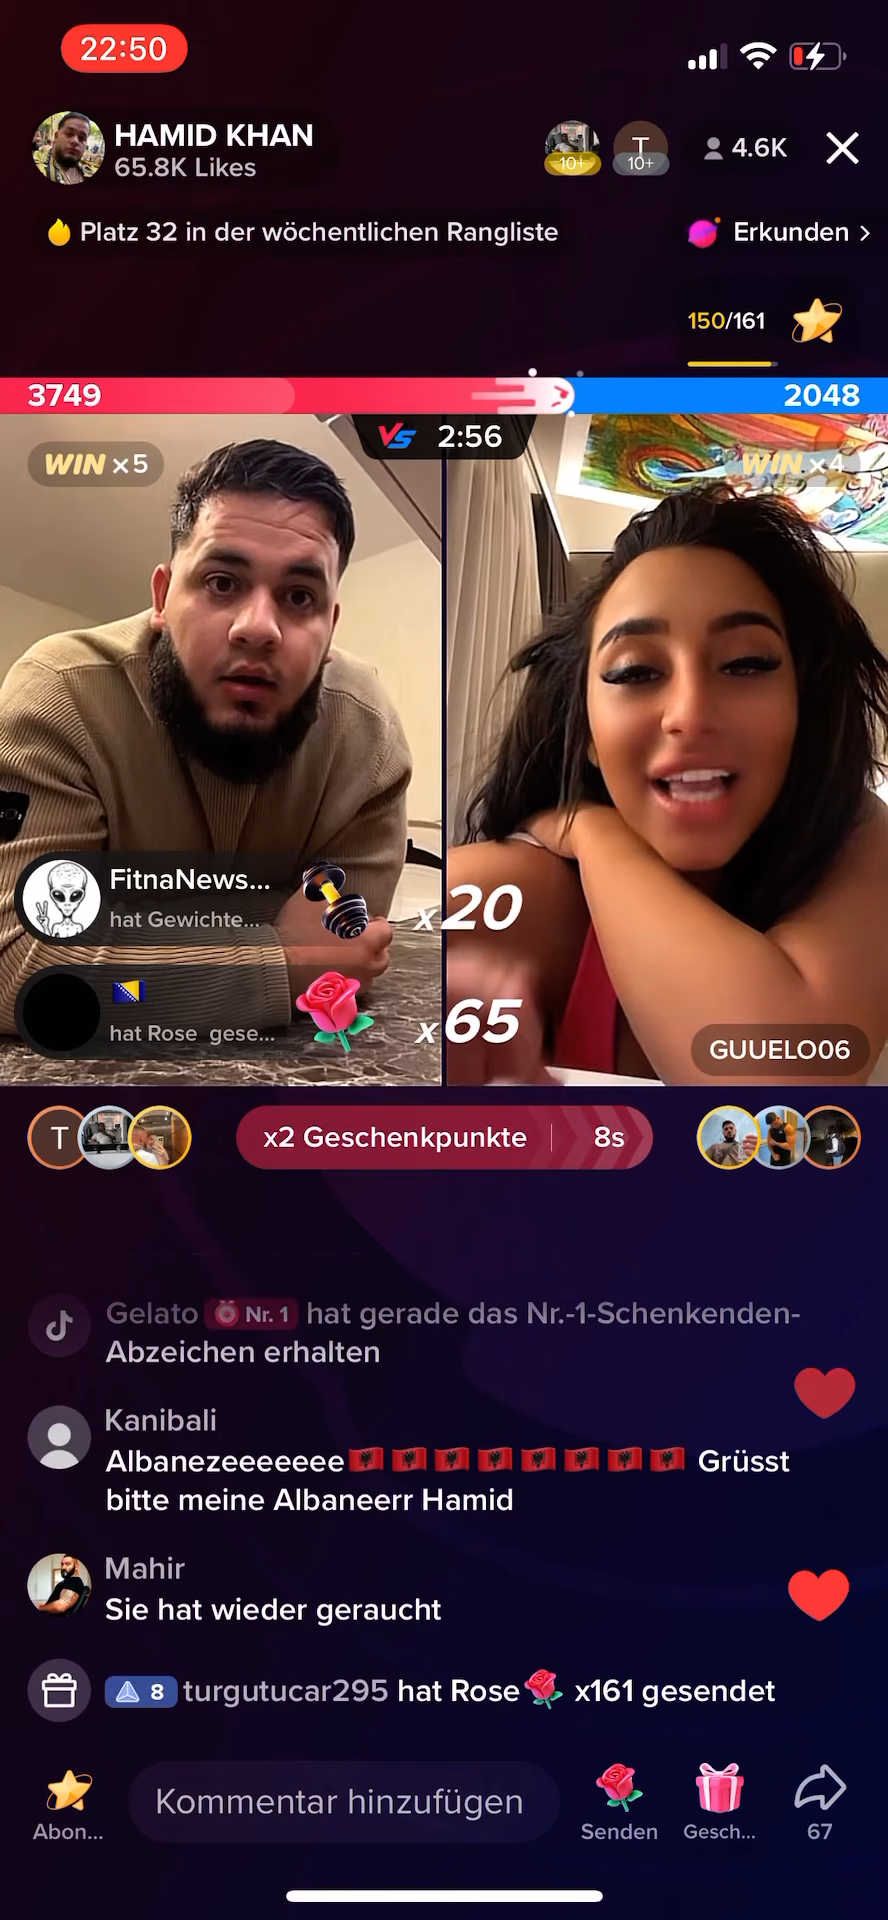 22:50
HAMID KHAN
65.8K Likes
10+
T
10+
4.6K
Platz 32 in der wöchentlichen Rangliste
Erkunden >
150/161
3749
2048
VS 2:56
WIN x5
WIN x4
FitnaNews...
hat Gewichte...
x20
hat Rose gese...
x65
GUUELO06
T
x2 Geschenkpunkte
8s
Gelato Nr. 1 hat gerade das Nr.-1-Schenkenden-
Abzeichen erhalten
Kanibali
Albanezeeeeeee🇦🇱🇦🇱🇦🇱🇦🇱🇦🇱🇦🇱🇦🇱🇦🇱 Grüsst
bitte meine Albaneerr Hamid
Mahir
Sie hat wieder geraucht
8 turgutucar295 hat Rose x161 gesendet
Abon...
Kommentar hinzufügen
Senden
Gesch...
67